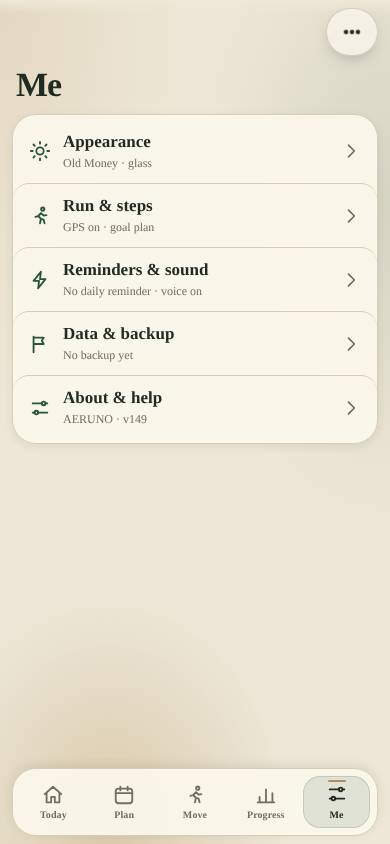 Me
Appearance
Old Money · glass
Run & steps
GPS on · goal plan
Reminders & sound
No daily reminder · voice on
Data & backup
No backup yet
About & help
AERUNO · v149
Today
Plan
Move
Progress
Me